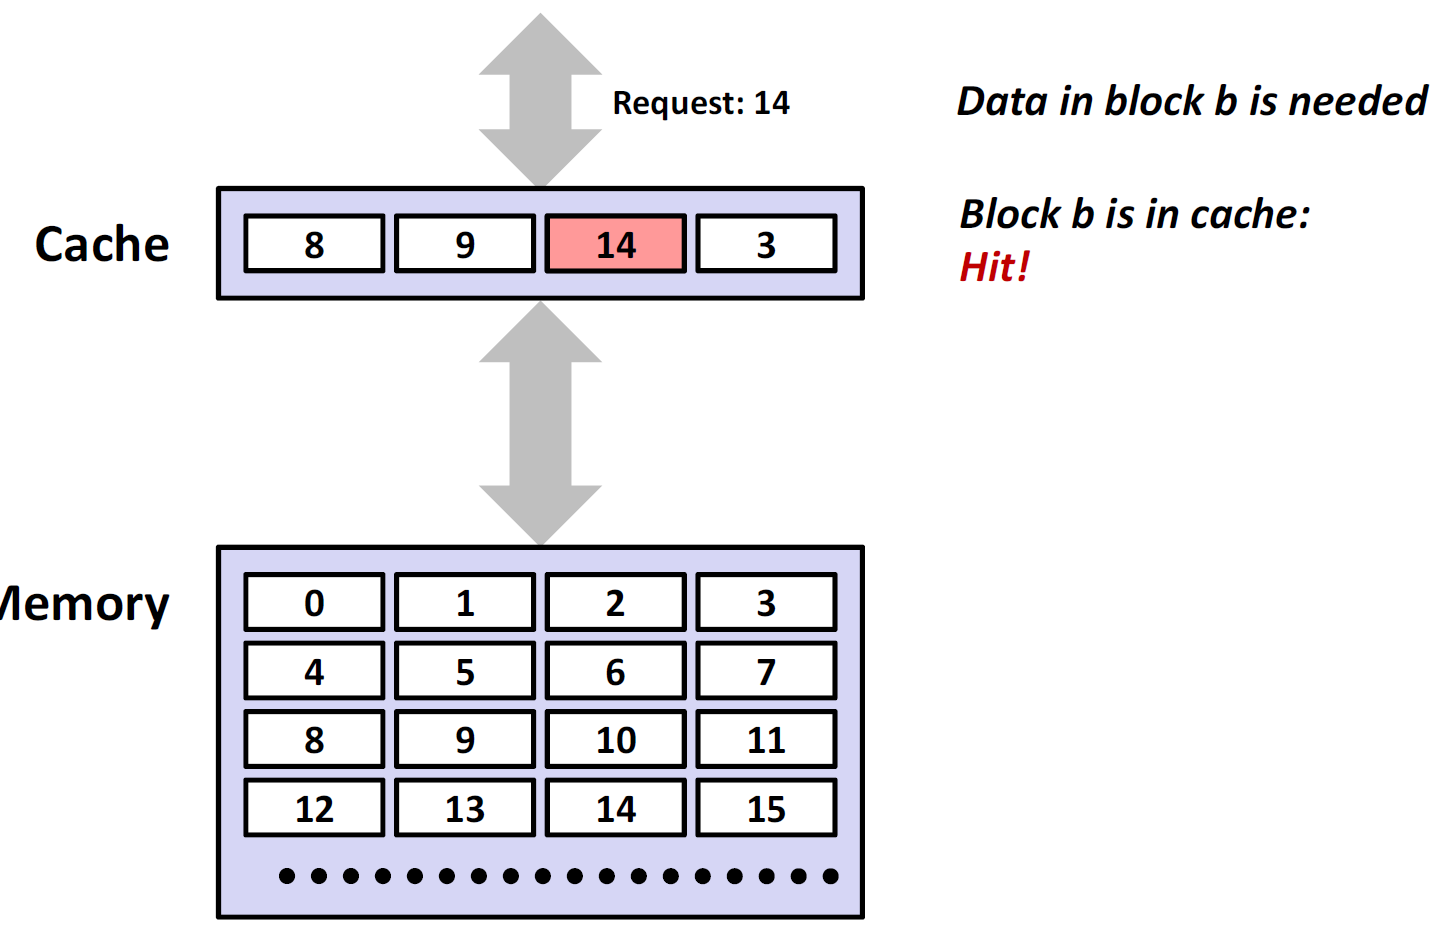 Request: 14
Data in block b is needed
Block b is in cache:
Hit!
Cache
8 9 14 3
Memory
0 1 2 3
4 5 6 7
8 9 10 11
12 13 14 15